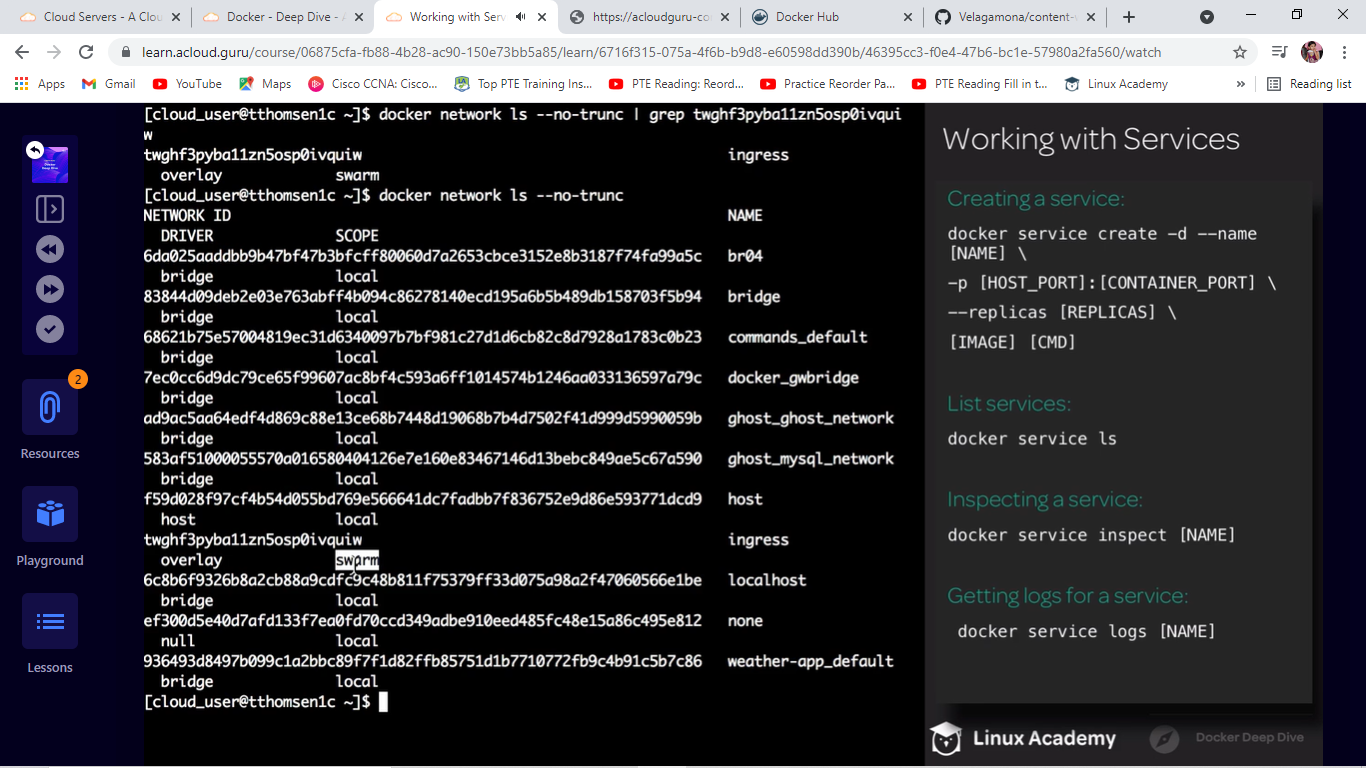 Cloud Servers - A Clou
Docker - Deep Dive - A
Working with Serv
https://acloudguru-co
Docker Hub
Velagamona/content-
learn.acloud.guru/course/06875cfa-fb88-4b28-ac90-150e73bb5a85/learn/6716f315-075a-4f6b-b9d8-e60598dd390b/46395cc3-f0e4-47b6-bc1e-57980a2fa560/watch
Apps
Gmail
YouTube
Maps
Cisco CCNA: Cisco...
Top PTE Training Ins...
PTE Reading: Reord...
Practice Reorder Pa...
PTE Reading Fill in t...
Linux Academy
»
Reading list
Docker
Deep Dive
2
Resources
Playground
Lessons
[cloud_user@tthomsen1c ~]$ docker network ls --no-trunc | grep twghf3pyba11zn5osp0ivqui
w
twghf3pyba11zn5osp0ivquiw ingress
overlay swarm
[cloud_user@tthomsen1c ~]$ docker network ls --no-trunc
NETWORK ID NAME
DRIVER SCOPE
6da025aaddbb9b47bf47b3bfcff80060d7a2653cbce3152e8b3187f74fa99a5c br04
bridge local
83844d09deb2e03e763abff4b094c86278140ecd195a6b5b489db158703f5b94 bridge
bridge local
68621b75e57004819ec31d6340097b7bf981c27d1d6cb82c8d7928a1783c0b23 commands_default
bridge local
7ec0cc6d9dc79ce65f99607ac8bf4c593a6ff1014574b1246aa033136597a79c docker_gwbridge
bridge local
ad9ac5aa64edf4d869c88e13ce68b7448d19068b7b4d7502f41d999d5990059b ghost_ghost_network
bridge local
583af51000055570a016580404126e7e160e83467146d13bebc849ae5c67a590 ghost_mysql_network
bridge local
f59d028f97cf4b54d055bd769e566641dc7fadbb7f836752e9d86e593771dcd9 host
host local
twghf3pyba11zn5osp0ivquiw ingress
overlay swarm
6c8b6f9326b8a2cb88a9cdfc9c48b811f75379ff33d075a98a2f47060566e1be localhost
bridge local
ef300d5e40d7afd133f7ea0fd70ccd349adbe910eed485fc48e15a86c495e812 none
null local
936493d8497b099c1a2bbc89f7f1d82ffb85751d1b7710772fb9c4b91c5b7c86 weather-app_default
bridge local
[cloud_user@tthomsen1c ~]$
Working with Services
Creating a service:
docker service create -d --name
[NAME] \
-p [HOST_PORT]:[CONTAINER_PORT] \
--replicas [REPLICAS] \
[IMAGE] [CMD]
List services:
docker service ls
Inspecting a service:
docker service inspect [NAME]
Getting logs for a service:
docker service logs [NAME]
Linux Academy
Docker Deep Dive